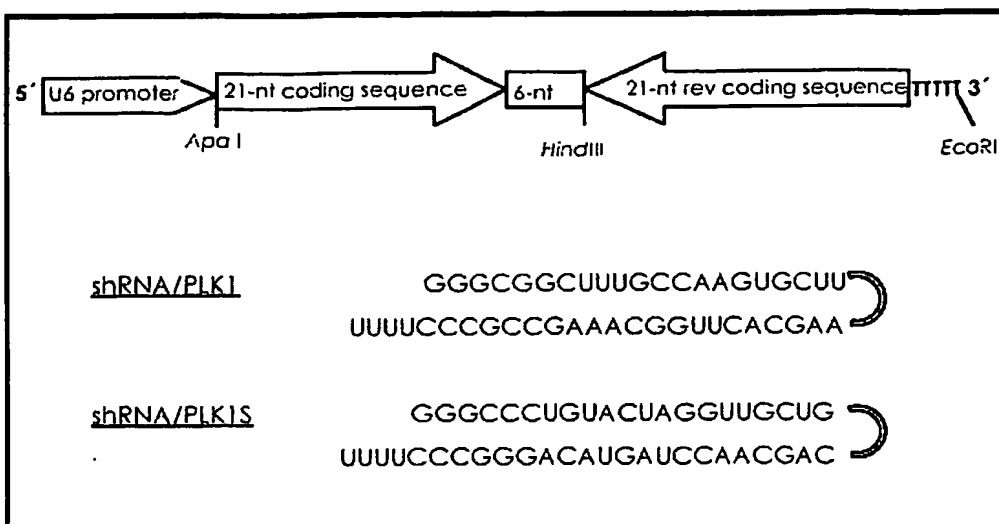 5´ U6 promoter 21-nt coding sequence 6-nt 21-nt rev coding sequence TTTTT 3´
Apa I HindIII EcoRI
shRNA/PLK1 GGGCGGCUUUGCCAAGUGCUU
UUUUCCCGCCGAAACGGUUCACGAA
shRNA/PLK1S GGGCCCUGUACUAGGUUGCUG
UUUUCCCGGGACAUGAUCCAACGAC